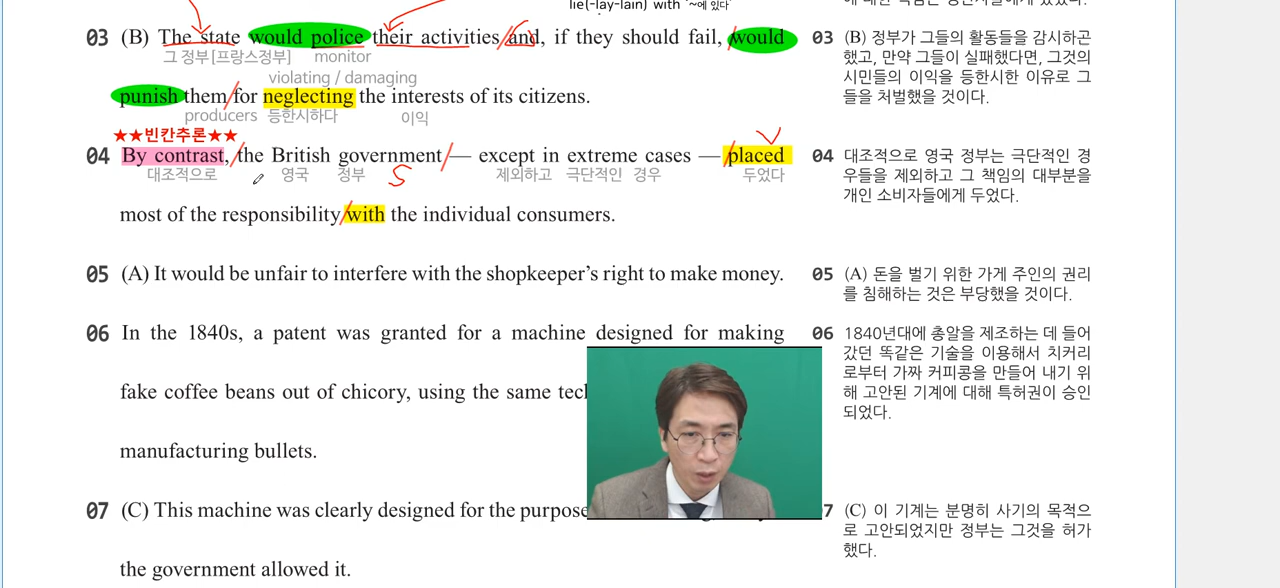 lie(-lay-lain) with '~에 있다'
03 (B) The state would police their activities and, if they should fail, would
그 정부[프랑스정부] monitor
violating / damaging
punish them for neglecting the interests of its citizens.
producers 등한시하다 이익
★★빈칸추론★★
04 By contrast, the British government — except in extreme cases — placed
대조적으로 영국 정부 S 제외하고 극단적인 경우 두었다
most of the responsibility with the individual consumers.
05 (A) It would be unfair to interfere with the shopkeeper's right to make money.
06 In the 1840s, a patent was granted for a machine designed for making
fake coffee beans out of chicory, using the same
manufacturing bullets.
07 (C) This machine was clearly designed for the purpose
the government allowed it.
03 (B) 정부가 그들의 활동들을 감시하곤
했고, 만약 그들이 실패했다면, 그것의
시민들의 이익을 등한시한 이유로 그
들을 처벌했을 것이다.
04 대조적으로 영국 정부는 극단적인 경
우들을 제외하고 그 책임의 대부분을
개인 소비자들에게 두었다.
05 (A) 돈을 벌기 위한 가게 주인의 권리
를 침해하는 것은 부당했을 것이다.
06 1840년대에 총알을 제조하는 데 들어
갔던 똑같은 기술을 이용해서 치커리
로부터 가짜 커피콩을 만들어 내기 위
해 고안된 기계에 대해 특허권이 승인
되었다.
7 (C) 이 기계는 분명히 사기의 목적으
로 고안되었지만 정부는 그것을 허가
했다.